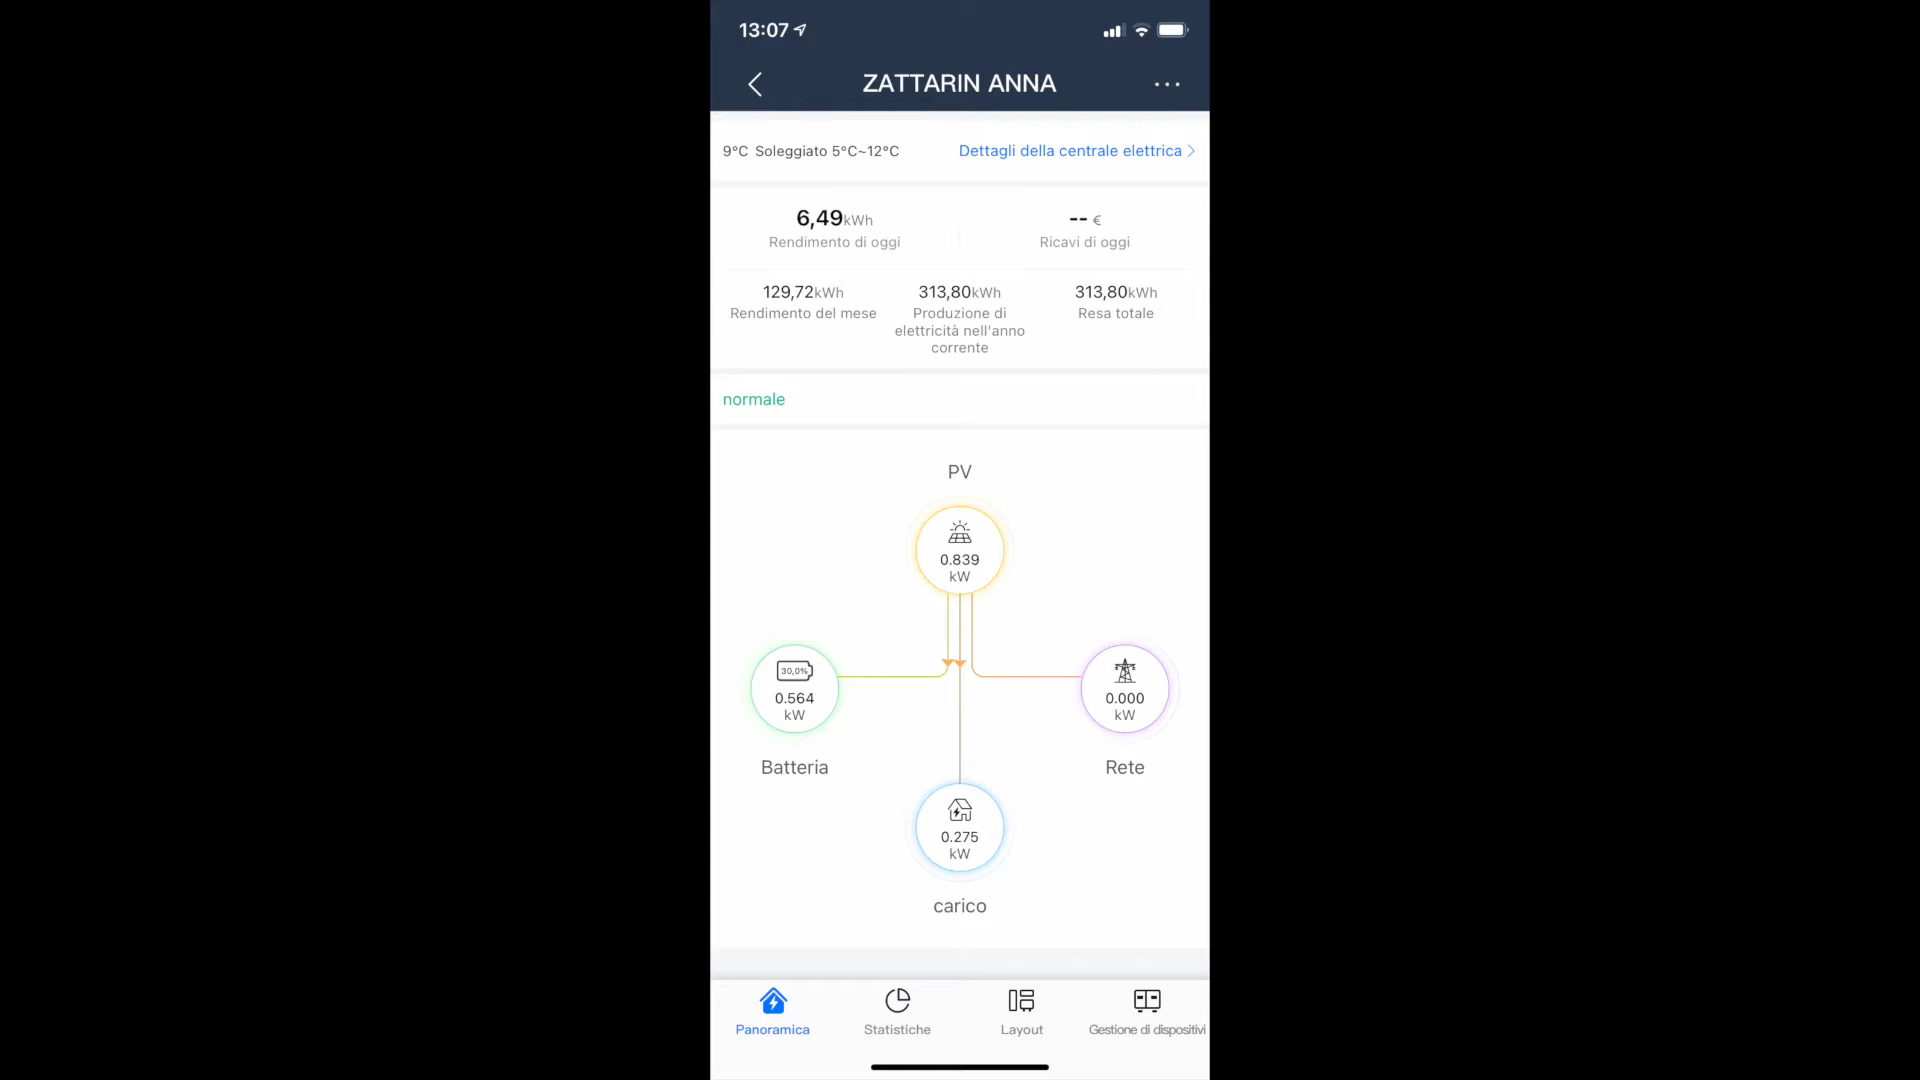 13:07
ZATTARIN ANNA
9°C Soleggiato 5°C~12°C
Dettagli della centrale elettrica
6,49kWh
Rendimento di oggi
-- €
Ricavi di oggi
129,72kWh
Rendimento del mese
313,80kWh
Produzione di
elettricità nell'anno
corrente
313,80kWh
Resa totale
normale
PV
0.839
kW
30,0%
0.564
kW
Batteria
0.000
kW
Rete
0.275
kW
carico
Panoramica
Statistiche
Layout
Gestione di dispositivi